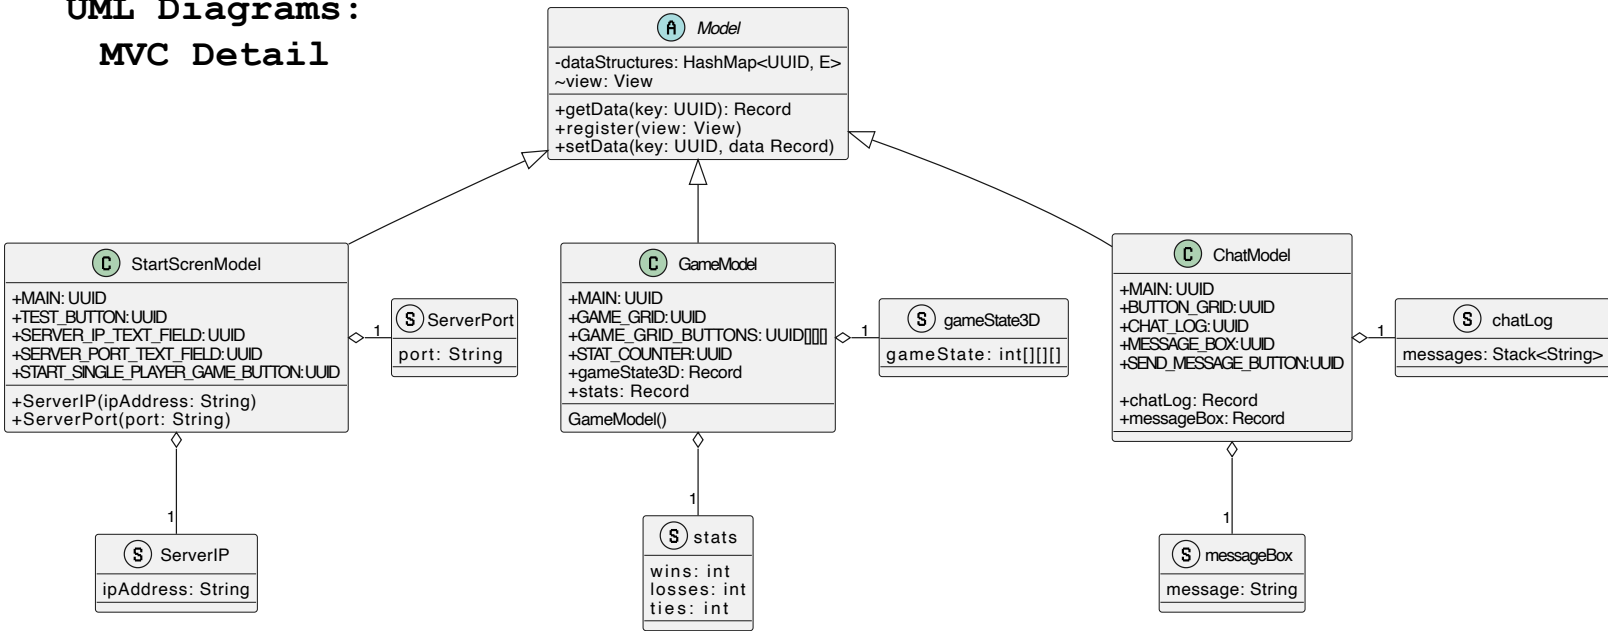 UML Diagrams:
MVC Detail
A Model
-dataStructures: HashMap<UUID, E>
~view: View
+getData(key: UUID): Record
+register(view: View)
+setData(key: UUID, data Record)
C StartScrenModel
+MAIN: UUID
+TEST_BUTTON: UUID
+SERVER_IP_TEXT_FIELD: UUID
+SERVER_PORT_TEXT_FIELD: UUID
+START_SINGLE_PLAYER_GAME_BUTTON: UUID
+ServerIP(ipAddress: String)
+ServerPort(port: String)
1
S ServerPort
port: String
C GameModel
+MAIN: UUID
+GAME_GRID: UUID
+GAME_GRID_BUTTONS: UUID[][][]
+STAT_COUNTER: UUID
+gameState3D: Record
+stats: Record
GameModel()
1
S gameState3D
gameState: int[][][]
C ChatModel
+MAIN: UUID
+BUTTON_GRID: UUID
+CHAT_LOG: UUID
+MESSAGE_BOX: UUID
+SEND_MESSAGE_BUTTON: UUID
+chatLog: Record
+messageBox: Record
1
S chatLog
messages: Stack<String>
1
S ServerIP
ipAddress: String
1
S stats
wins: int
losses: int
ties: int
1
S messageBox
message: String